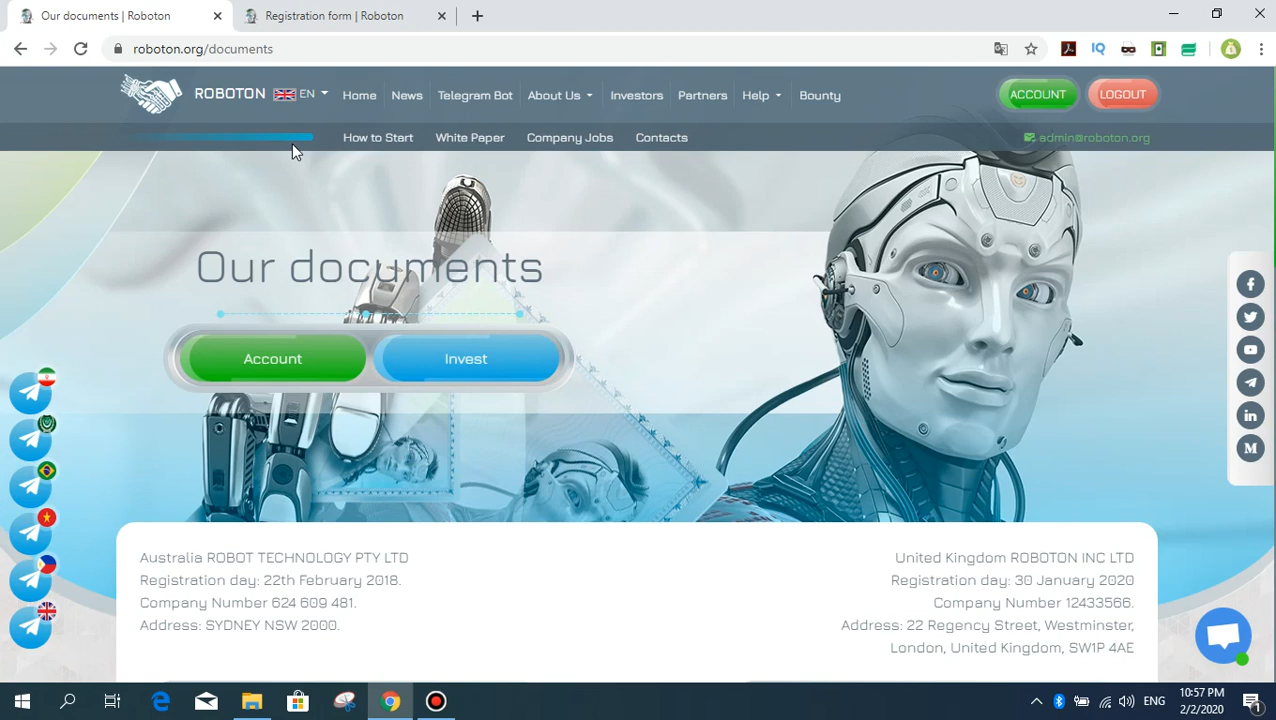 Our documents | Roboton
Registration form | Roboton
roboton.org/documents
ROBOTON EN Home News Telegram Bot About Us Investors Partners Help Bounty ACCOUNT LOGOUT
How to Start White Paper Company Jobs Contacts admin@roboton.org
Our documents
Account Invest
Australia ROBOT TECHNOLOGY PTY LTD
Registration day: 22th February 2018.
Company Number 624 609 481.
Address: SYDNEY NSW 2000.
United Kingdom ROBOTON INC LTD
Registration day: 30 January 2020
Company Number 12433566.
Address: 22 Regency Street, Westminster,
London, United Kingdom, SW1P 4AE
ENG
10:57 PM
2/2/2020
1